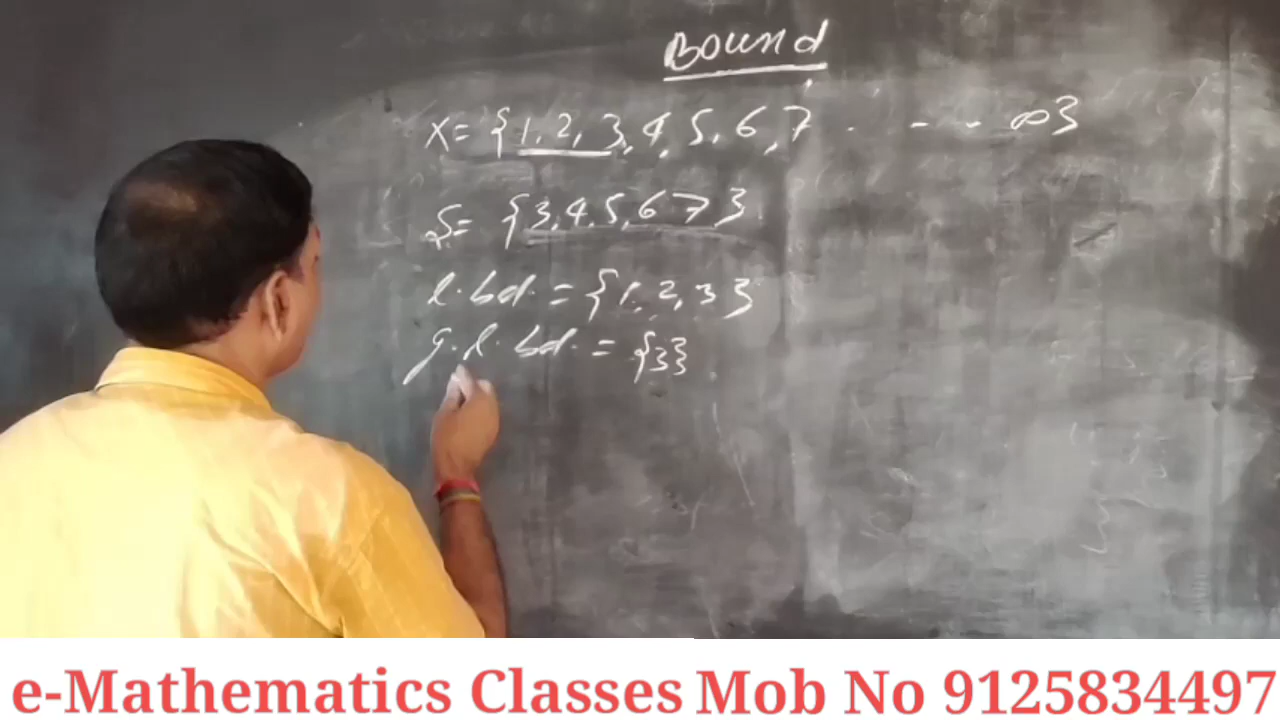 Bound
X = {1, 2, 3, 4, 5, 6, 7 . - - - ∞}
S = {3, 4, 5, 6 7}
l. bd. = {1, 2, 3}
g. l. bd. = {3}
e-Mathematics Classes Mob No 9125834497